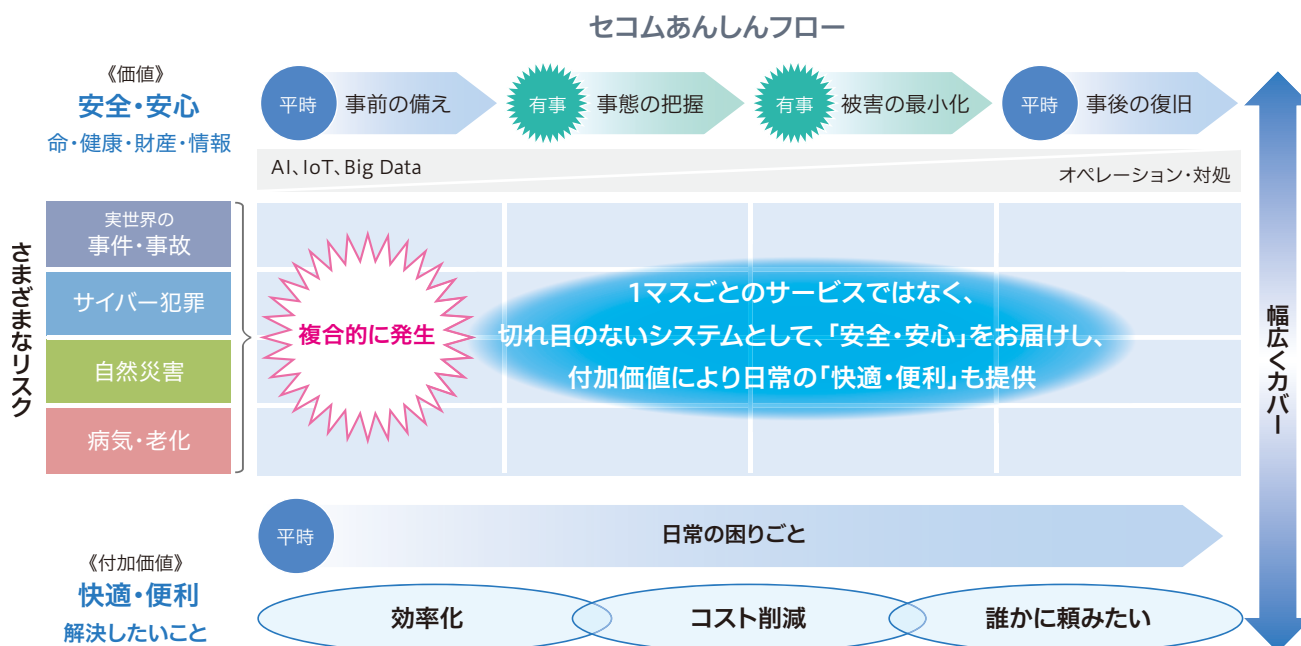 セコムあんしんフロー
《価値》
安全・安心
命・健康・財産・情報
平時
事前の備え
有事
事態の把握
有事
被害の最小化
平時
事後の復旧
AI、IoT、Big Data
オペレーション・対処
さまざまなリスク
実世界の
事件・事故
サイバー犯罪
自然災害
病気・老化
複合的に発生
1マスごとのサービスではなく、
切れ目のないシステムとして、「安全・安心」をお届けし、
付加価値により日常の「快適・便利」も提供
幅広くカバー
《付加価値》
快適・便利
解決したいこと
平時
日常の困りごと
効率化
コスト削減
誰かに頼みたい